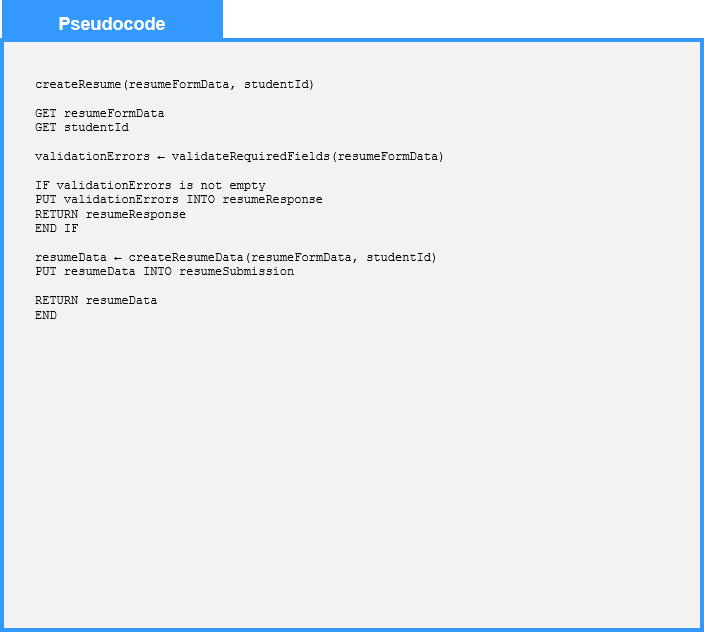 Pseudocode
createResume(resumeFormData, studentId)
GET resumeFormData
GET studentId
validationErrors ← validateRequiredFields(resumeFormData)
IF validationErrors is not empty
PUT validationErrors INTO resumeResponse
RETURN resumeResponse
END IF
resumeData ← createResumeData(resumeFormData, studentId)
PUT resumeData INTO resumeSubmission
RETURN resumeData
END